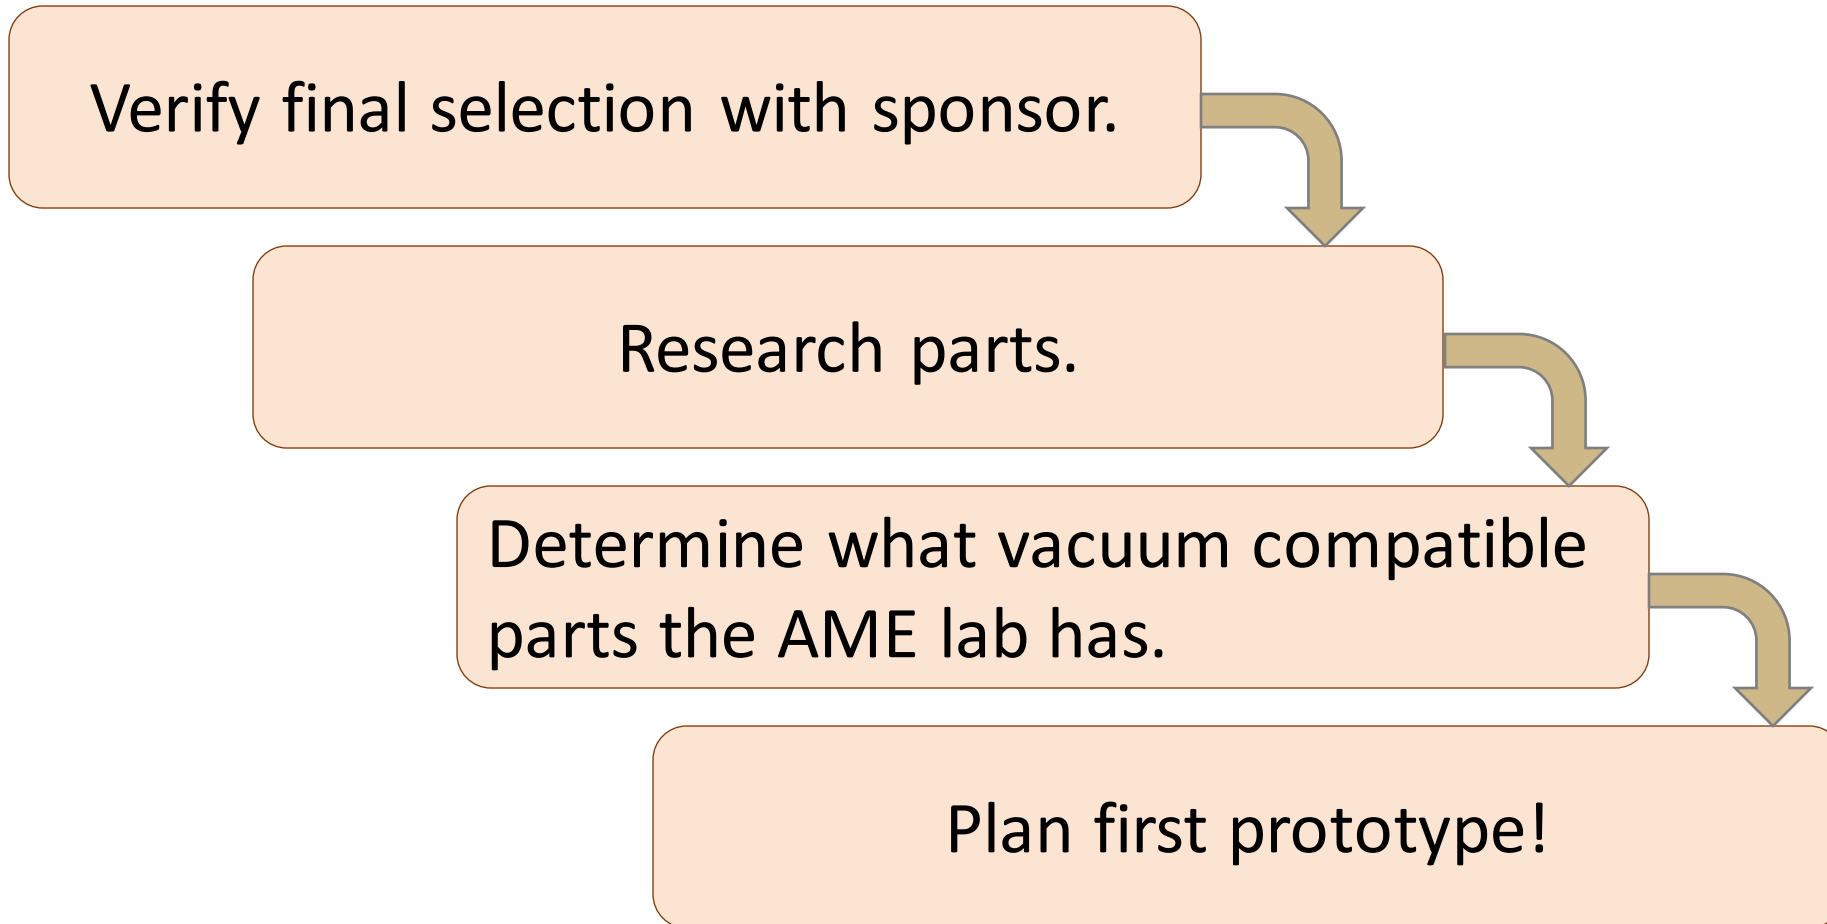 Verify final selection with sponsor.
Research parts.
Determine what vacuum compatible
parts the AME lab has.
Plan first prototype!